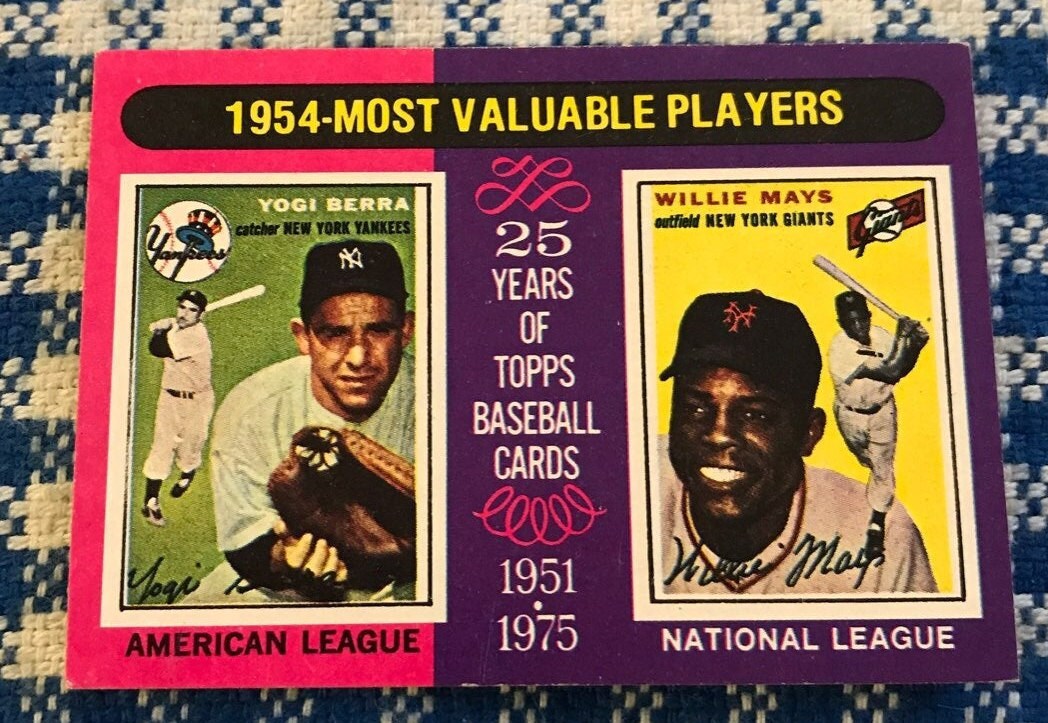 1954-MOST VALUABLE PLAYERS
YOGI BERRA
catcher NEW YORK YANKEES
Yankees
NY
Yogi
AMERICAN LEAGUE
25
YEARS
OF
TOPPS
BASEBALL
CARDS
1951
•
1975
WILLIE MAYS
outfield NEW YORK GIANTS
Giants
NY
Willie Mays
NATIONAL LEAGUE